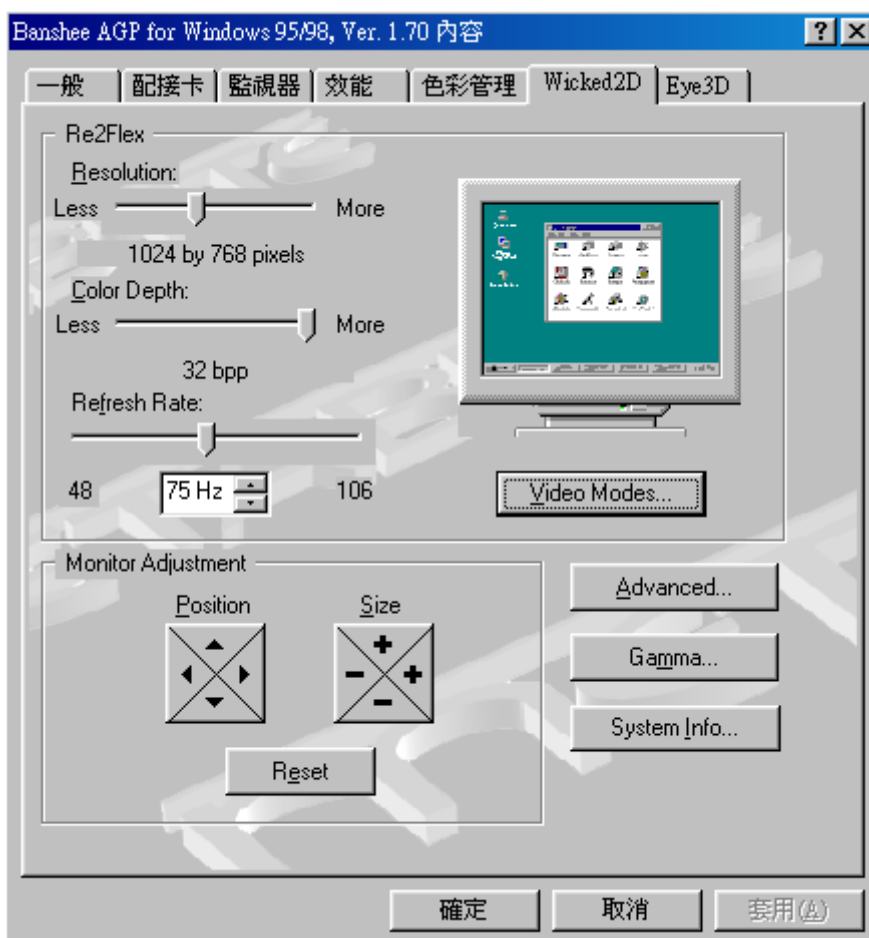 Banshee AGP for Windows 95/98, Ver. 1.70 內容
一般 配接卡 監視器 效能 色彩管理 Wicked2D Eye3D
Re2Flex
Resolution:
Less More
1024 by 768 pixels
Color Depth:
Less More
32 bpp
Refresh Rate:
48 75 Hz 106
Video Modes...
Monitor Adjustment
Position Size
Reset
Advanced...
Gamma...
System Info...
確定 取消 套用(A)